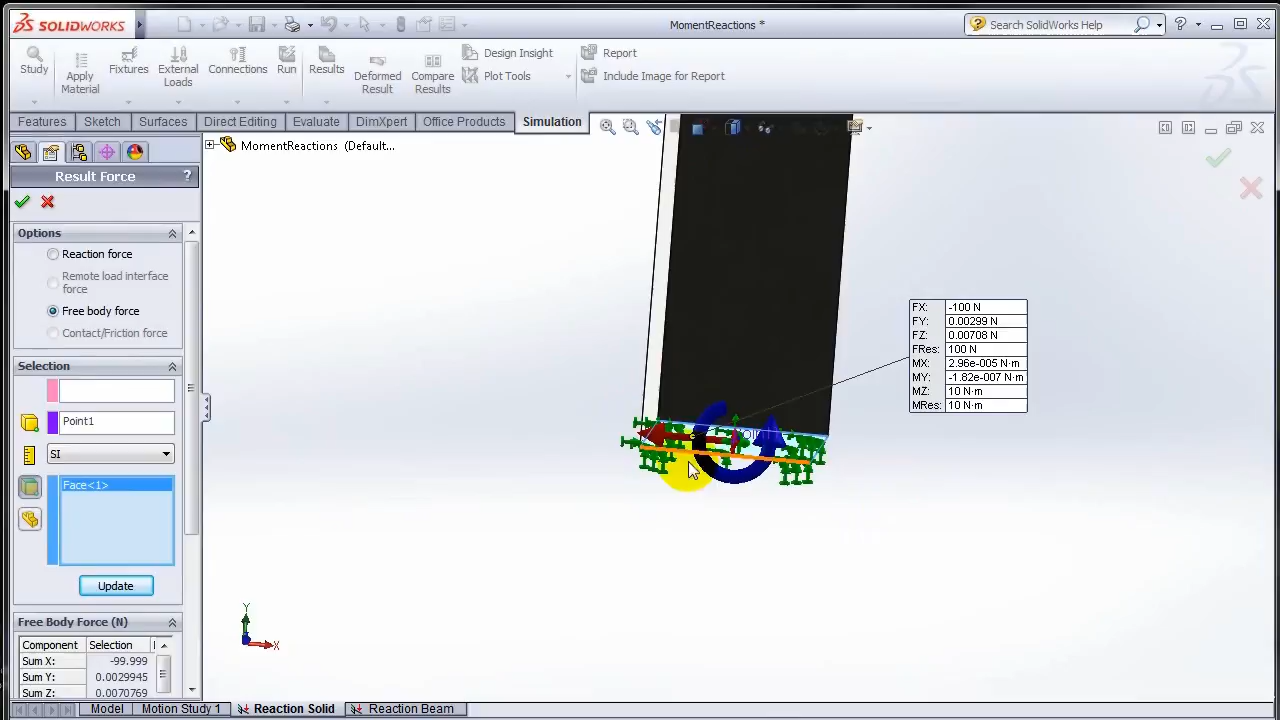 SOLIDWORKS
MomentReactions *
Search SolidWorks Help
?
Study
Apply Material
Fixtures
External Loads
Connections
Run
Results
Deformed Result
Compare Results
Design Insight
Plot Tools
Report
Include Image for Report
Features
Sketch
Surfaces
Direct Editing
Evaluate
DimXpert
Office Products
Simulation
MomentReactions (Default...
Result Force ?
Options
Reaction force
Remote load interface
force
Free body force
Contact/Friction force
Selection
Point1
SI
Face<1>
Update
Free Body Force (N)
Component Selection
Sum X: -99.999
Sum Y: 0.0029945
Sum Z: 0.0070769
FX: -100 N
FY: 0.00299 N
FZ: 0.00708 N
FRes: 100 N
MX: 2.96e-005 N·m
MY: -1.82e-007 N·m
MZ: 10 N·m
MRes: 10 N·m
Y
X
Model
Motion Study 1
Reaction Solid
Reaction Beam